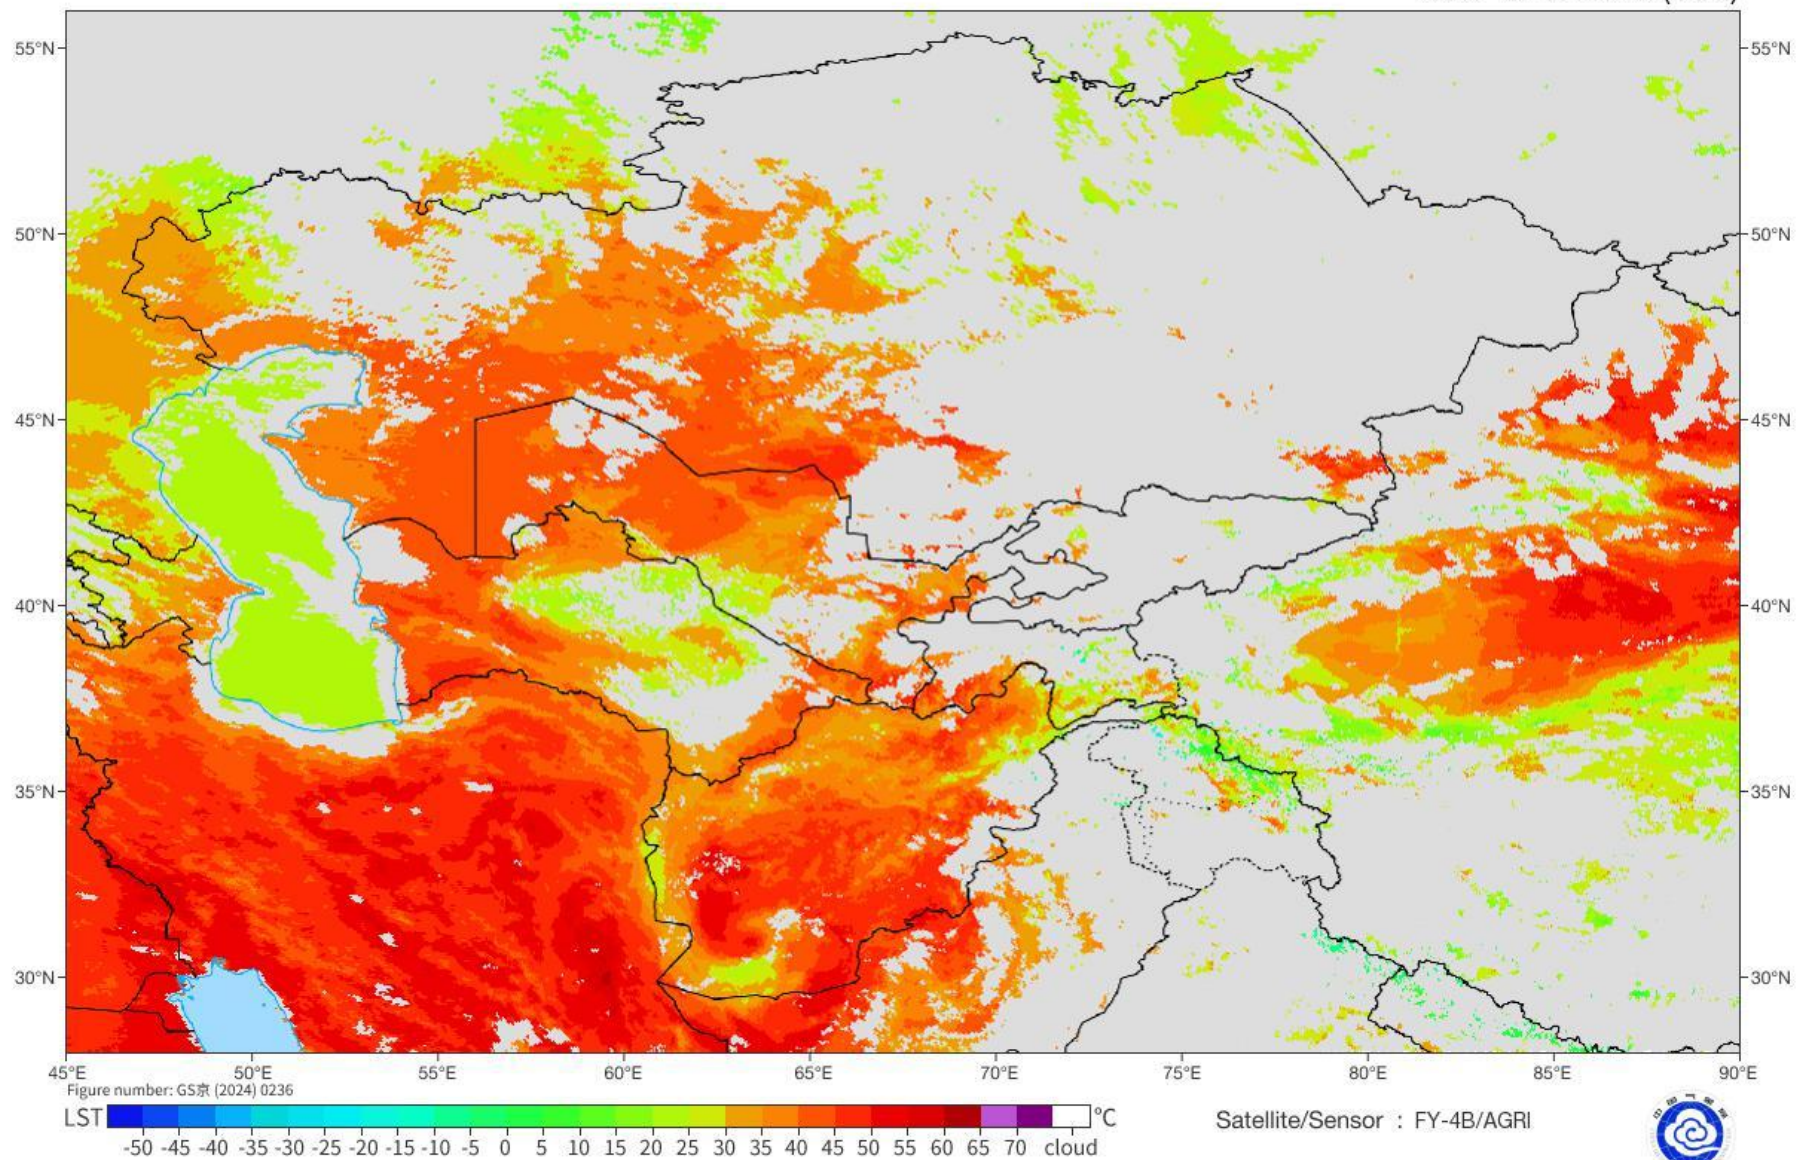 55°N 55°N
50°N 50°N
45°N 45°N
40°N 40°N
35°N 35°N
30°N 30°N
45°E 50°E 55°E 60°E 65°E 70°E 75°E 80°E 85°E 90°E
Figure number: GS京 (2024) 0236
LST °C
Satellite/Sensor : FY-4B/AGRI
-50 -45 -40 -35 -30 -25 -20 -15 -10 -5 0 5 10 15 20 25 30 35 40 45 50 55 60 65 70 cloud